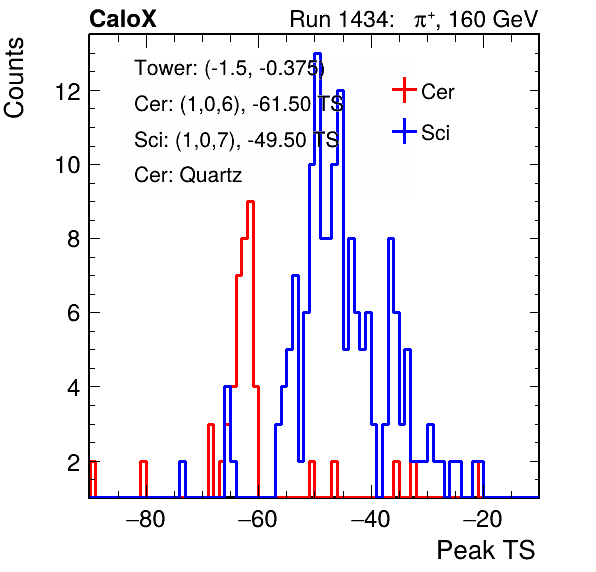 CaloX Run 1434: π⁺, 160 GeV
Counts
Tower: (-1.5, -0.375)
Cer: (1,0,6), -61.50 TS
Sci: (1,0,7), -49.50 TS
Cer: Quartz
Cer
Sci
12
10
8
6
4
2
−80 −60 −40 −20
Peak TS